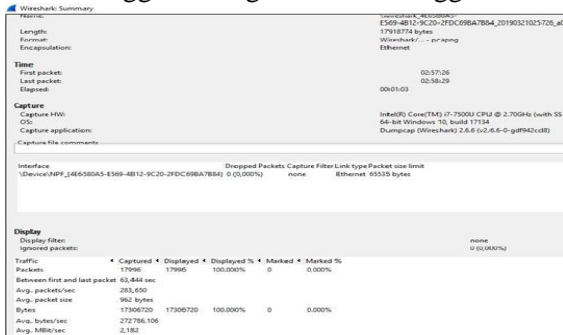 Wireshark: Summary
Name:
E569-4B12-9C20-2FDC69BA7B84_20190321025726_a0
Length: 17918774 bytes
Format: Wireshark/... - pcapng
Encapsulation: Ethernet
Time
First packet: 02:57:26
Last packet: 02:58:29
Elapsed: 00:01:03
Capture
Capture HW: Intel(R) Core(TM) i7-7500U CPU @ 2.70GHz (with SS
OS: 64-bit Windows 10, build 17134
Capture application: Dumpcap (Wireshark) 2.6.6 (v2.6.6-0-gdf942cd8)
Capture file comments
Interface Dropped Packets Capture Filter Link type Packet size limit
\Device\NPF_{4E6580A5-E569-4B12-9C20-2FDC69BA7B84} 0 (0,000%) none Ethernet 65535 bytes
Display
Display filter: none
Ignored packets: 0 (0,000%)
Traffic Captured Displayed Displayed % Marked Marked %
Packets 17996 17996 100.000% 0 0.000%
Between first and last packet 63,444 sec
Avg. packets/sec 283,650
Avg. packet size 962 bytes
Bytes 17306720 17306720 100.000% 0 0.000%
Avg. bytes/sec 272786,106
Avg. MBit/sec 2,182